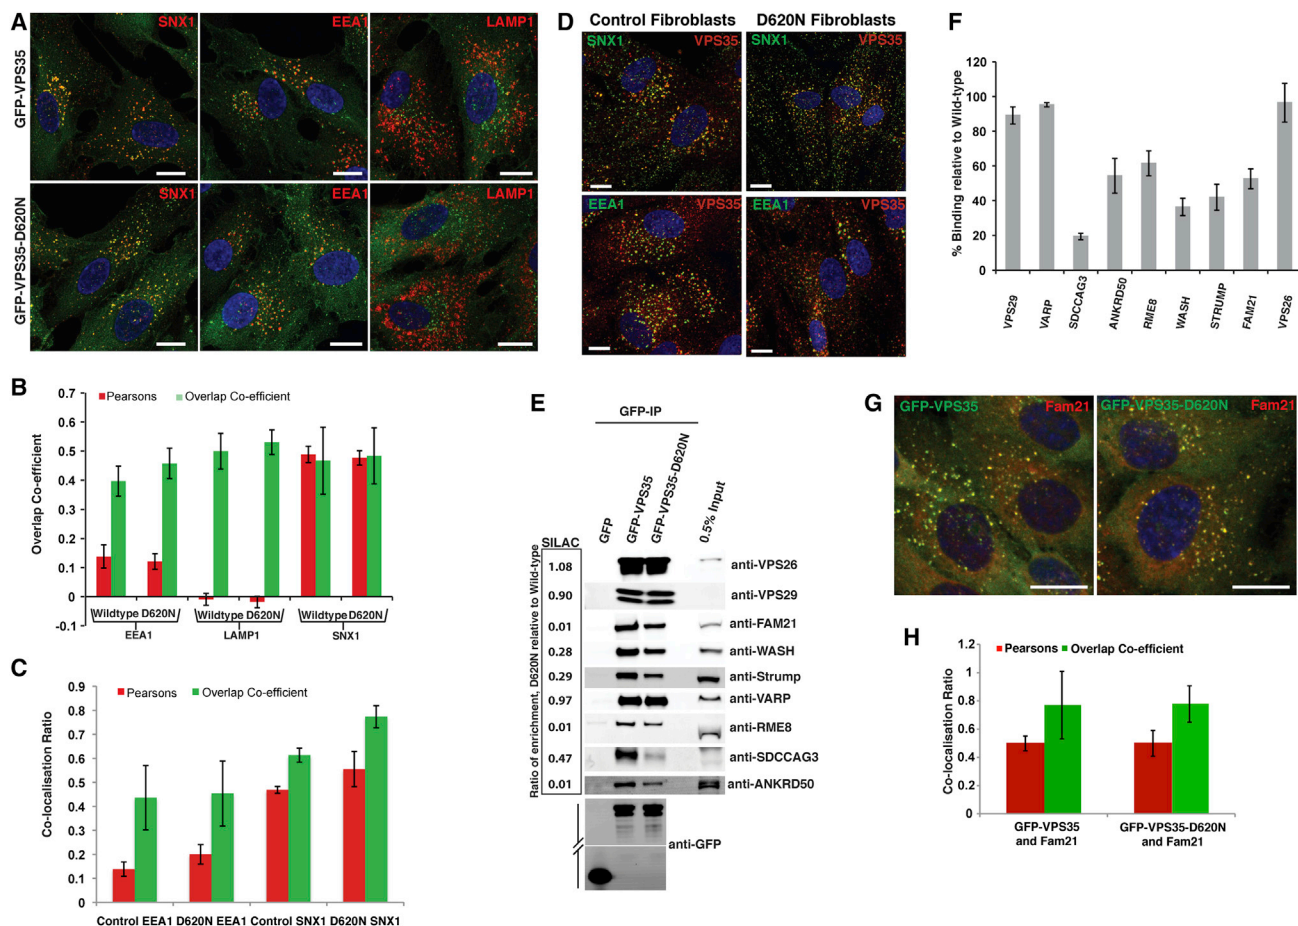 A
SNX1
EEA1
LAMP1
GFP-VPS35
SNX1
EEA1
LAMP1
GFP-VPS35-D620N
B
0.7
0.6
0.5
0.4
0.3
0.2
0.1
0
-0.1
Overlap Co-efficient
Pearsons
Overlap Co-efficient
Wildtype D620N
Wildtype D620N
Wildtype D620N
EEA1
LAMP1
SNX1
C
0.9
0.8
0.7
0.6
0.5
0.4
0.3
0.2
0.1
0
Co-localisation Ratio
Pearsons
Overlap Co-efficient
Control EEA1 D620N EEA1 Control SNX1 D620N SNX1
D
Control Fibroblasts
D620N Fibroblasts
SNX1
VPS35
SNX1
VPS35
EEA1
VPS35
EEA1
VPS35
E
GFP-IP
GFP
GFP-VPS35
GFP-VPS35-D620N
0.5% Input
SILAC
Ratio of enrichment, D620N relative to Wild-type
1.08
anti-VPS26
0.90
anti-VPS29
0.01
anti-FAM21
0.28
anti-WASH
0.29
anti-Strump
0.97
anti-VARP
0.01
anti-RME8
0.47
anti-SDCCAG3
0.01
anti-ANKRD50
anti-GFP
F
120
100
80
60
40
20
0
% Binding relative to Wild-type
VPS29
VARP
SDCCAG3
ANKRD50
RME8
WASH
STRUMP
FAM21
VPS26
G
GFP-VPS35
Fam21
GFP-VPS35-D620N
Fam21
H
1.2
1
0.8
0.6
0.4
0.2
0
Co-localisation Ratio
Pearsons
Overlap Co-efficient
GFP-VPS35
and Fam21
GFP-VPS35-D620N
and Fam21